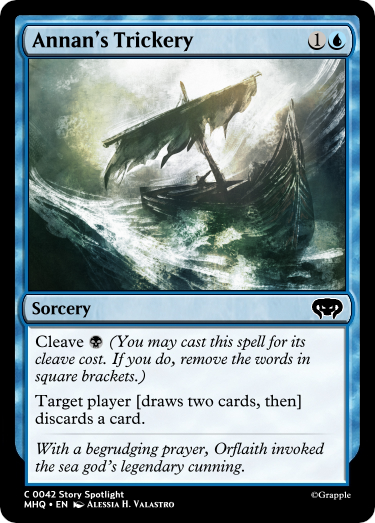 Annan's Trickery 1
Sorcery
Cleave (You may cast this spell for its
cleave cost. If you do, remove the words in
square brackets.)
Target player [draws two cards, then]
discards a card.
With a begrudging prayer, Orflaith invoked
the sea god's legendary cunning.
C 0042 Story Spotlight
MHQ • EN Alessia H. Valastro
©Grapple